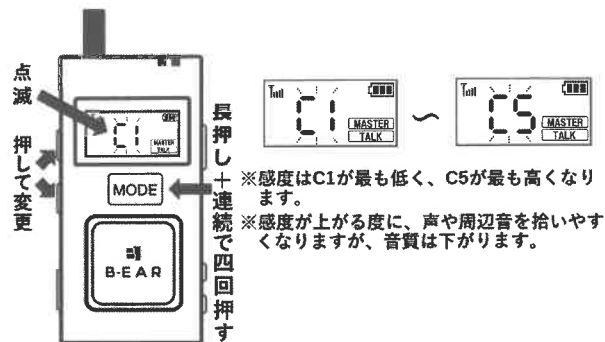 点滅
押して変更
C1
MASTER
TALK
MODE
B-EAR
長押し＋連続で四回押す
C1
MASTER
TALK
～
C5
MASTER
TALK
※感度はC1が最も低く、C5が最も高くなり
ます。
※感度が上がる度に、声や周辺音を拾いやす
くなりますが、音質は下がります。